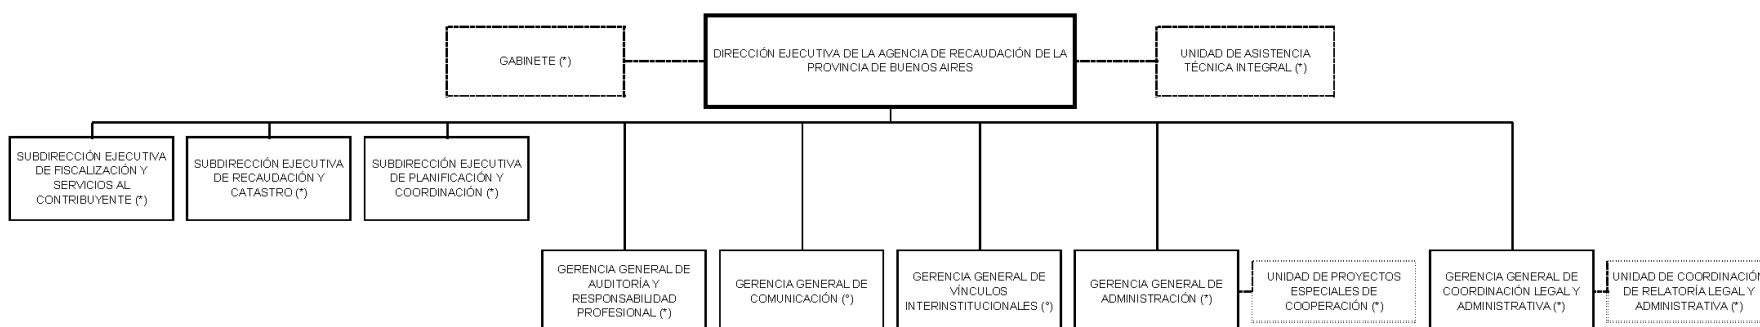 GABINETE (*)
DIRECCIÓN EJECUTIVA DE LA AGENCIA DE RECAUDACIÓN DE LA
PROVINCIA DE BUENOS AIRES
UNIDAD DE ASISTENCIA
TÉCNICA INTEGRAL (*)
SUBDIRECCIÓN EJECUTIVA
DE FISCALIZACIÓN Y
SERVICIOS AL
CONTRIBUYENTE (*)
SUBDIRECCIÓN EJECUTIVA
DE RECAUDACIÓN Y
CATASTRO (*)
SUBDIRECCIÓN EJECUTIVA
DE PLANIFICACIÓN Y
COORDINACIÓN (*)
GERENCIA GENERAL DE
AUDITORÍA Y
RESPONSABILIDAD
PROFESIONAL (*)
GERENCIA GENERAL DE
COMUNICACIÓN (°)
GERENCIA GENERAL DE
VÍNCULOS
INTERINSTITUCIONALES (°)
GERENCIA GENERAL DE
ADMINISTRACIÓN (*)
UNIDAD DE PROYECTOS
ESPECIALES DE
COOPERACIÓN (*)
GERENCIA GENERAL DE
COORDINACIÓN LEGAL Y
ADMINISTRATIVA (*)
UNIDAD DE COORDINACIÓN
DE RELATORÍA LEGAL Y
ADMINISTRATIVA (*)